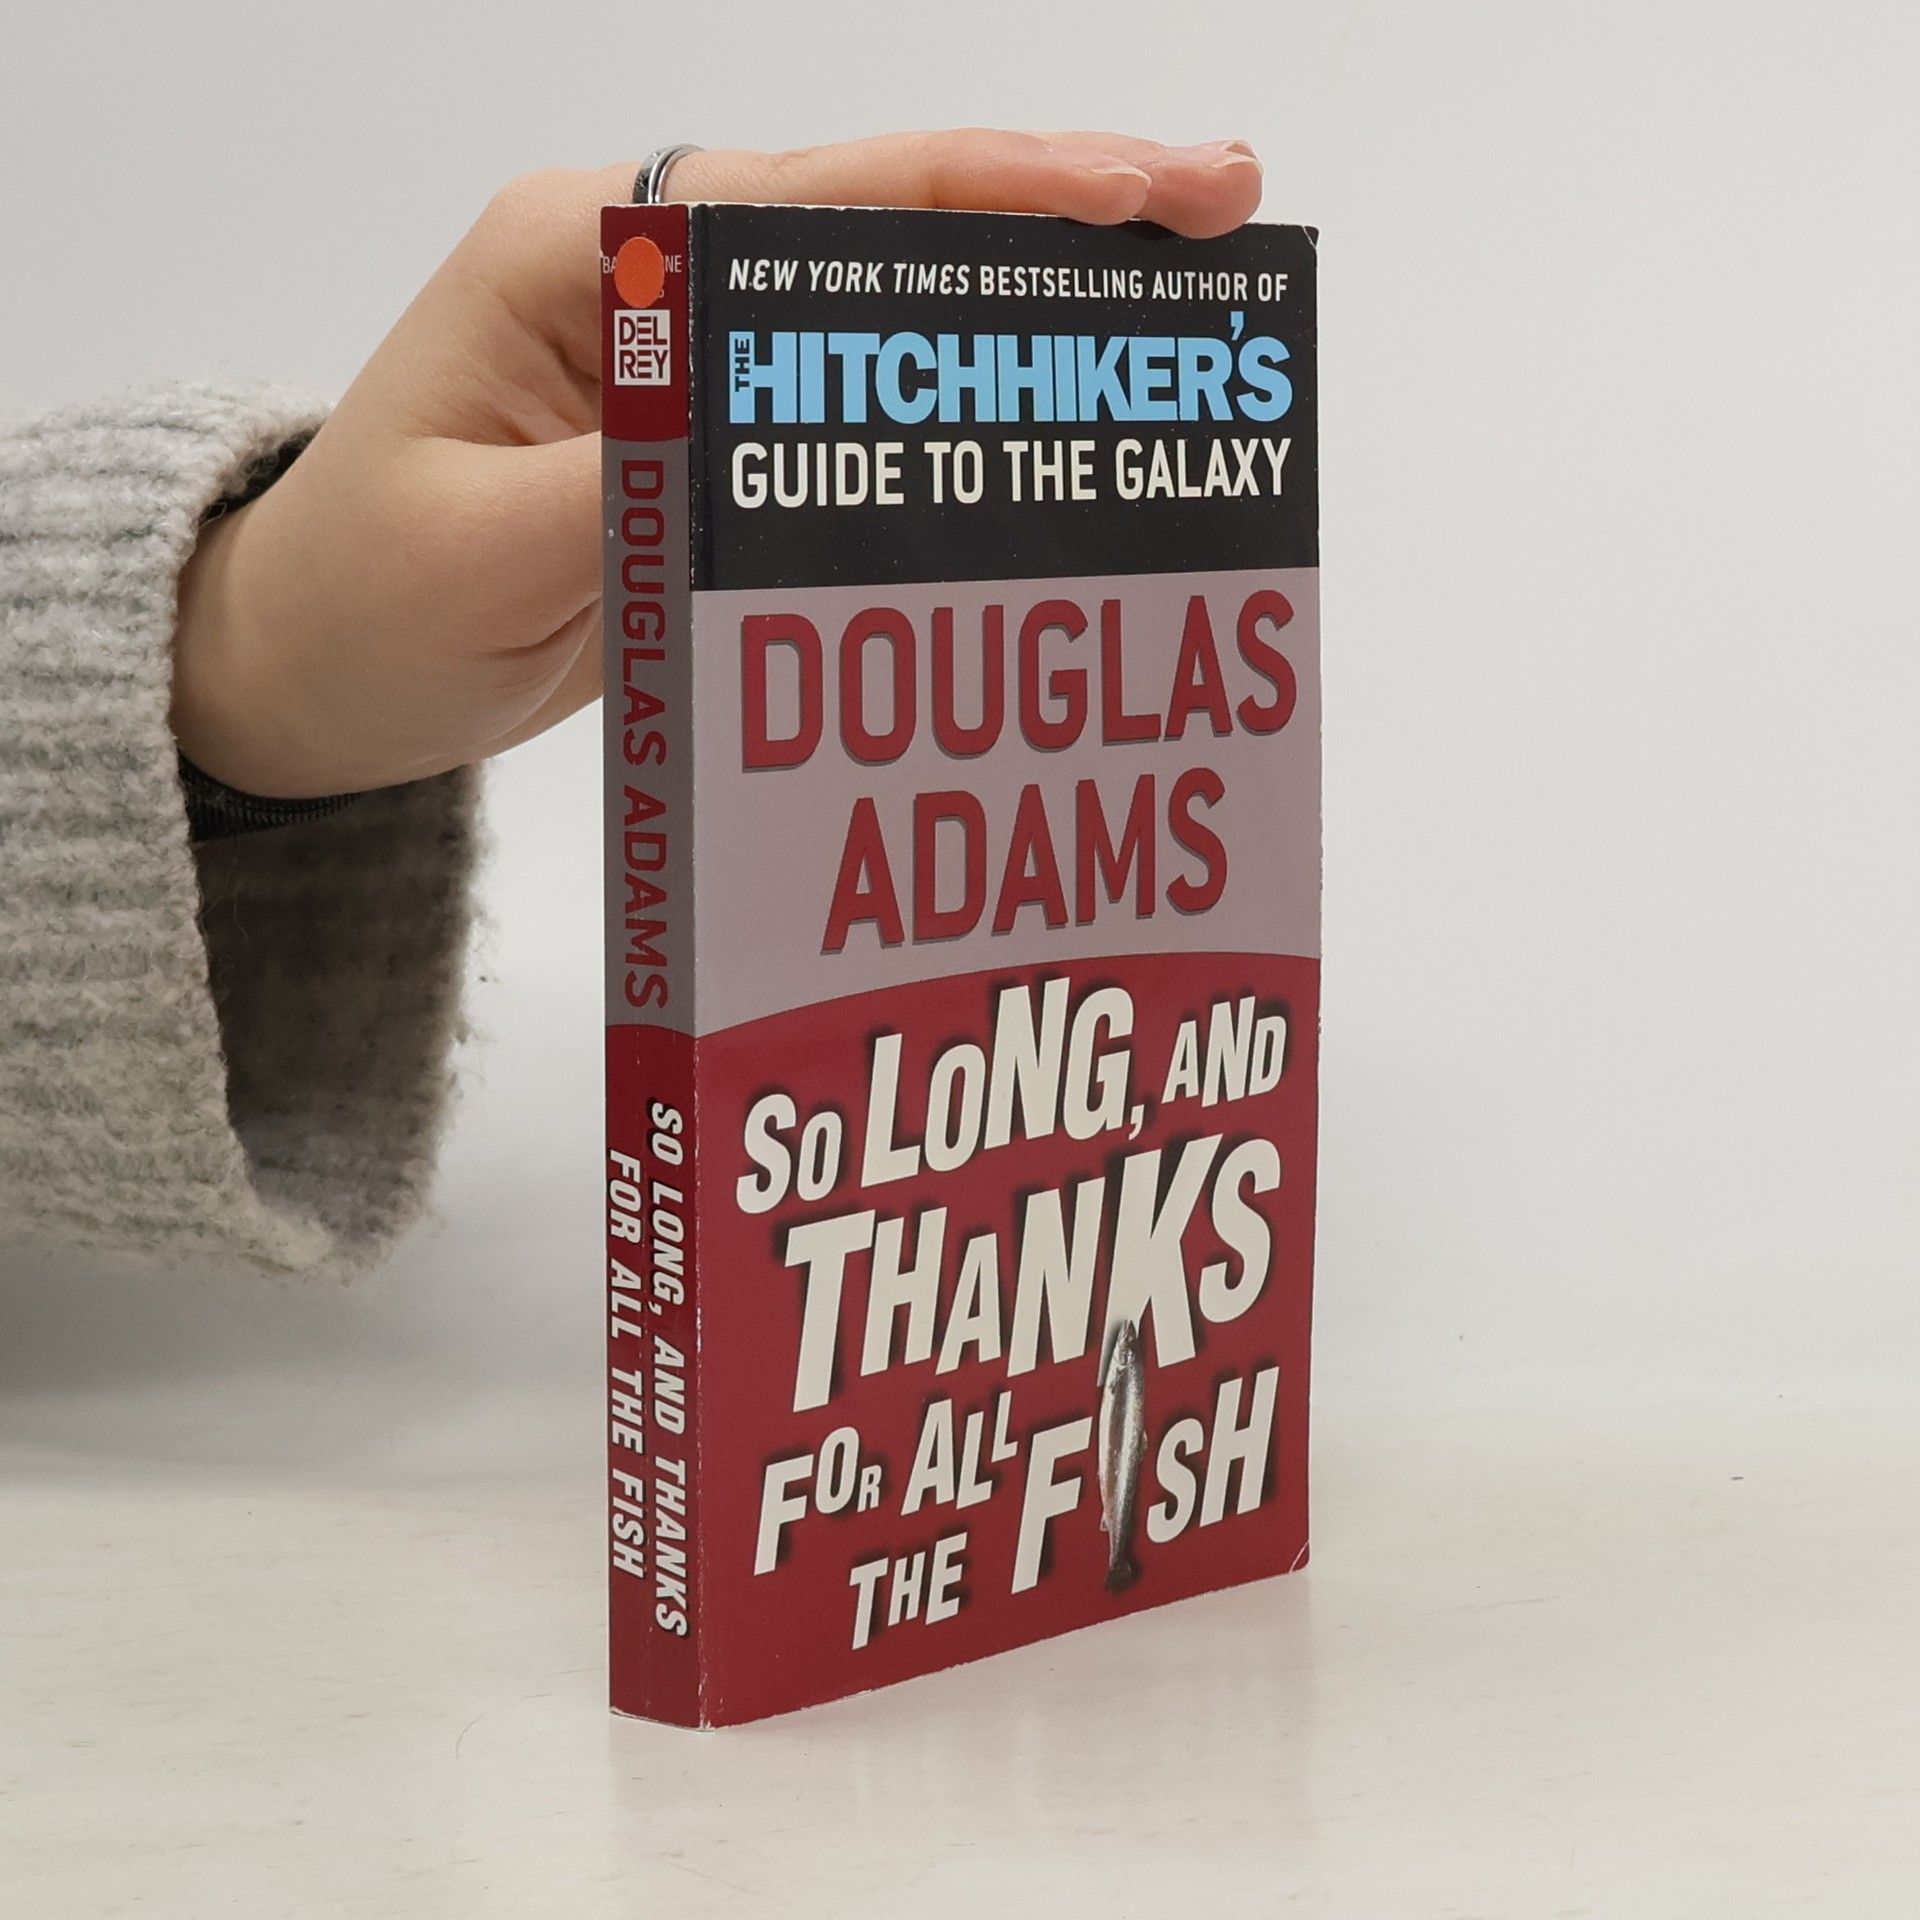 DEL
REY
DOUGLAS ADAMS
SO LONG, AND THANKS
FOR ALL THE FISH
NEW YORK TIMES BESTSELLING AUTHOR OF
THE HITCHHIKER'S
GUIDE TO THE GALAXY
DOUGLAS
ADAMS
SO LONG, AND
THANKS
FOR ALL
THE FISH